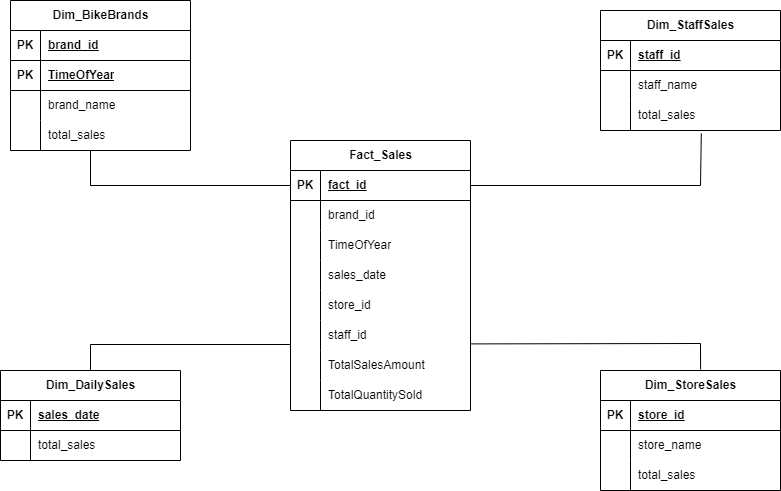 Dim_BikeBrands
PK brand_id
PK TimeOfYear
brand_name
total_sales
Dim_StaffSales
PK staff_id
staff_name
total_sales
Fact_Sales
PK fact_id
brand_id
TimeOfYear
sales_date
store_id
staff_id
TotalSalesAmount
TotalQuantitySold
Dim_DailySales
PK sales_date
total_sales
Dim_StoreSales
PK store_id
store_name
total_sales